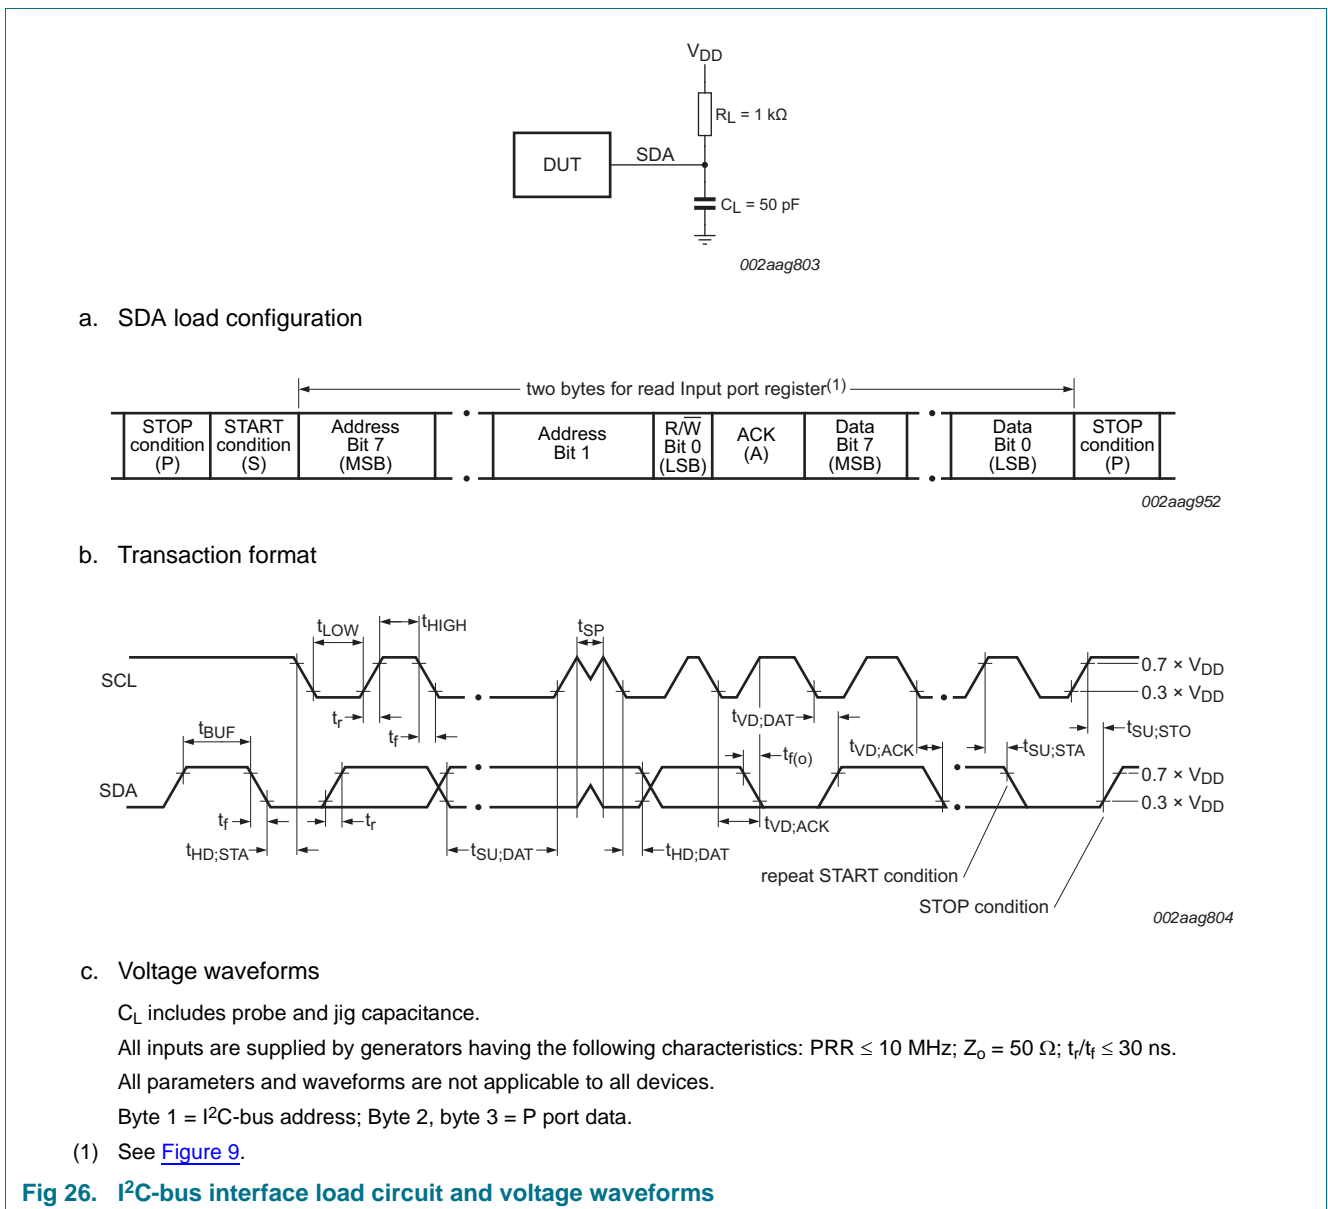 VDD
RL = 1 kΩ
DUT
SDA
CL = 50 pF
002aag803
a. SDA load configuration
two bytes for read Input port register(1)
STOP condition (P)
START condition (S)
Address Bit 7 (MSB)
Address Bit 1
R/W̅ Bit 0 (LSB)
ACK (A)
Data Bit 7 (MSB)
Data Bit 0 (LSB)
STOP condition (P)
002aag952
b. Transaction format
tLOW
tHIGH
tSP
SCL
0.7 × VDD
0.3 × VDD
tr
tf
tBUF
tVD;DAT
tf(o)
tVD;ACK
tSU;STA
tSU;STO
SDA
0.7 × VDD
0.3 × VDD
tf
tr
tVD;ACK
tHD;STA
tSU;DAT
tHD;DAT
repeat START condition
STOP condition
002aag804
c. Voltage waveforms
CL includes probe and jig capacitance.
All inputs are supplied by generators having the following characteristics: PRR ≤ 10 MHz; Zo = 50 Ω; tr/tf ≤ 30 ns.
All parameters and waveforms are not applicable to all devices.
Byte 1 = I²C-bus address; Byte 2, byte 3 = P port data.
(1) See Figure 9.
Fig 26. I²C-bus interface load circuit and voltage waveforms